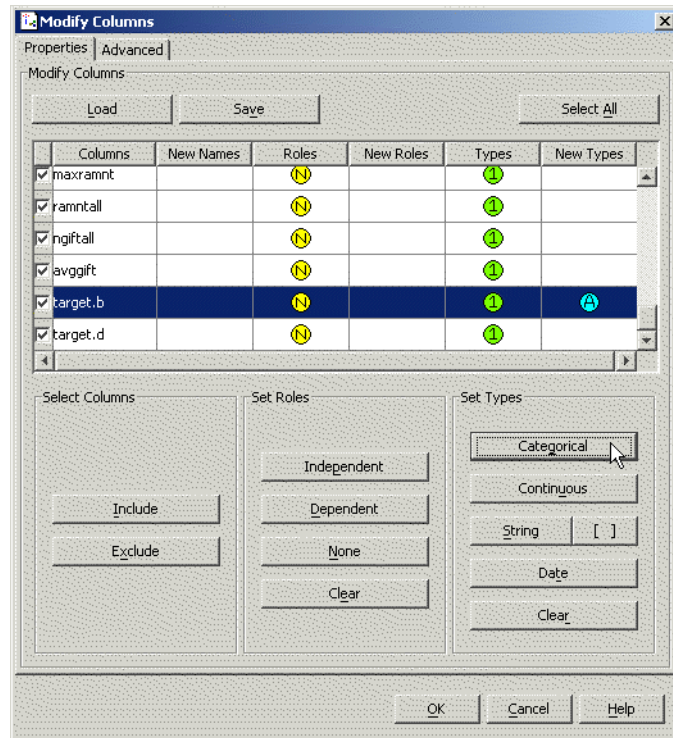 Modify Columns
Properties Advanced
Modify Columns
Load Save Select All
Columns New Names Roles New Roles Types New Types
maxramnt N 1
ramntall N 1
ngiftall N 1
avggift N 1
target.b N 1 A
target.d N 1
Select Columns Set Roles Set Types
Categorical
Independent
Continuous
Include Dependent
String [ ]
Exclude None
Date
Clear
Clear
OK Cancel Help